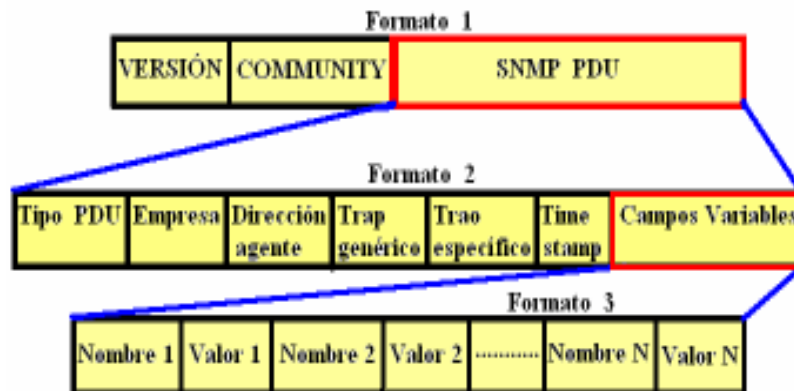 Formato 1
VERSIÓN COMMUNITY SNMP PDU
Formato 2
Tipo PDU Empresa Dirección agente Trap genérico Trao específico Time stamp Campos Variables
Formato 3
Nombre 1 Valor 1 Nombre 2 Valor 2 ........... Nombre N Valor N